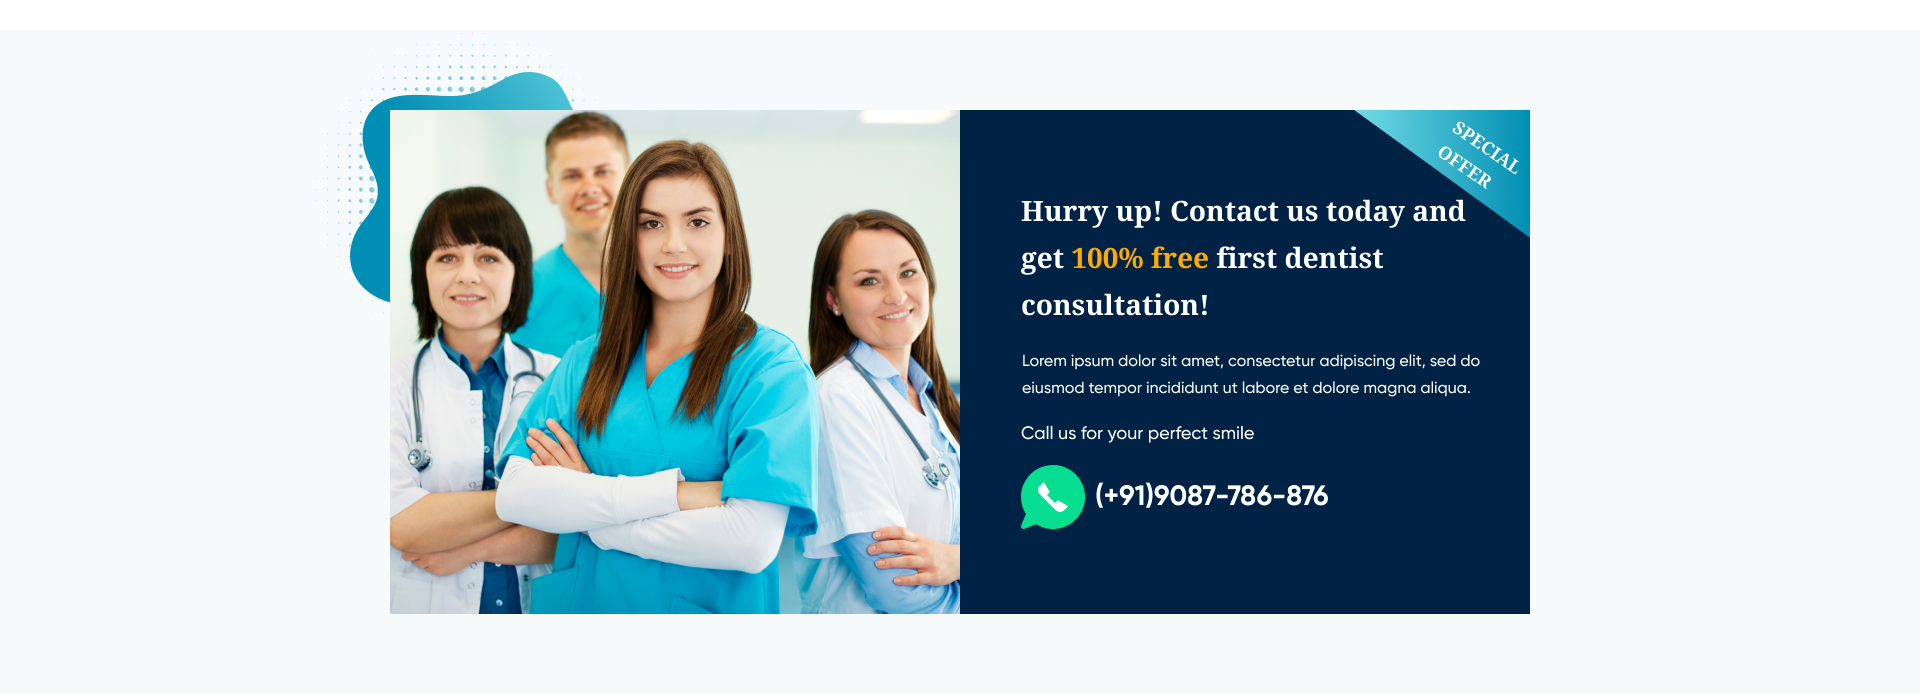 SPECIAL
OFFER
Hurry up! Contact us today and
get 100% free first dentist
consultation!
Lorem ipsum dolor sit amet, consectetur adipiscing elit, sed do
eiusmod tempor incididunt ut labore et dolore magna aliqua.
Call us for your perfect smile
(+91)9087-786-876